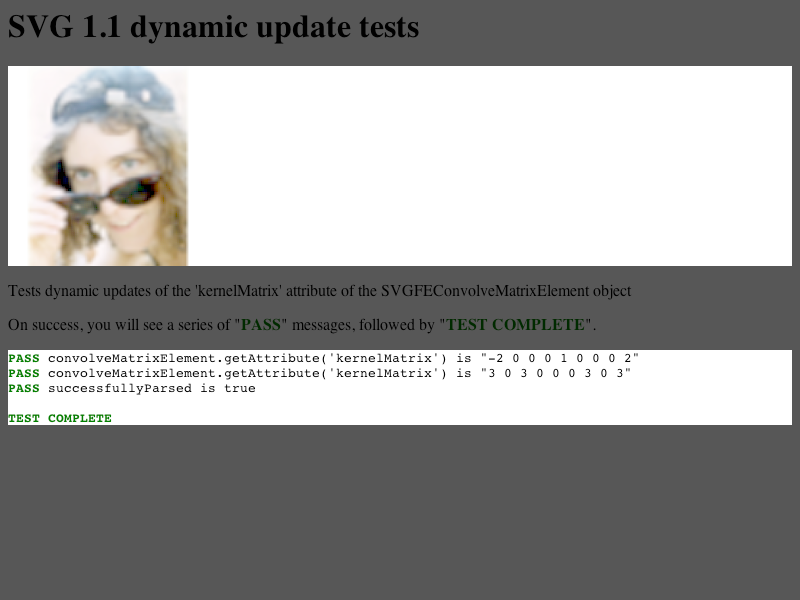 SVG 1.1 dynamic update tests
Tests dynamic updates of the 'kernelMatrix' attribute of the SVGFEConvolveMatrixElement object
On success, you will see a series of "PASS" messages, followed by "TEST COMPLETE".
PASS convolveMatrixElement.getAttribute('kernelMatrix') is "-2 0 0 0 1 0 0 0 2"
PASS convolveMatrixElement.getAttribute('kernelMatrix') is "3 0 3 0 0 0 3 0 3"
PASS successfullyParsed is true
TEST COMPLETE